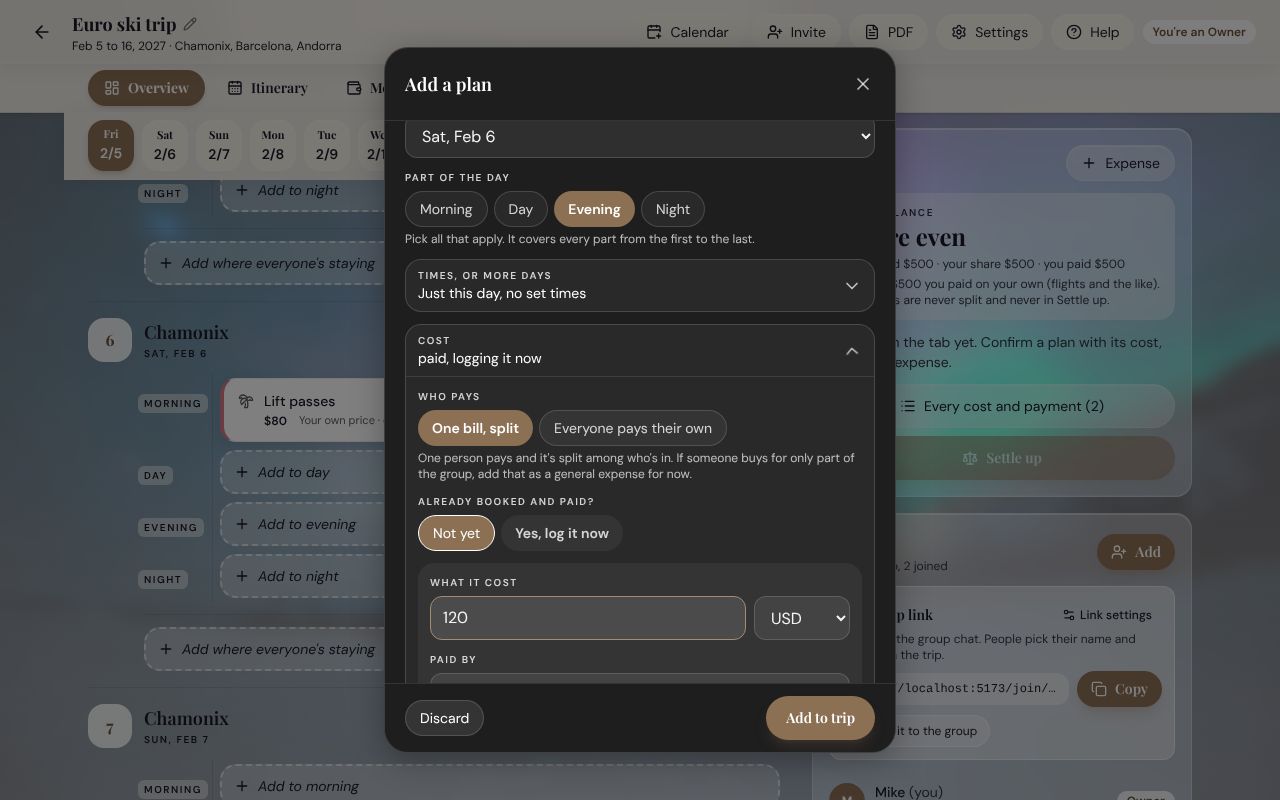 Euro ski trip
Feb 5 to 16, 2027 · Chamonix, Barcelona, Andorra
Calendar
Invite
PDF
Settings
Help
You're an Owner
Overview
Itinerary
Fri
2/5
Sat
2/6
Sun
2/7
Mon
2/8
Tue
2/9
NIGHT
Add to night
Add where everyone's staying
6
Chamonix
SAT, FEB 6
MORNING
Lift passes
$80 Your own price ·
DAY
Add to day
EVENING
Add to evening
NIGHT
Add to night
Add where everyone's staying
7
Chamonix
SUN, FEB 7
MORNING
Add to morning
Add a plan
Sat, Feb 6
PART OF THE DAY
Morning
Day
Evening
Night
Pick all that apply. It covers every part from the first to the last.
TIMES, OR MORE DAYS
Just this day, no set times
COST
paid, logging it now
WHO PAYS
One bill, split
Everyone pays their own
One person pays and it's split among who's in. If someone buys for only part of
the group, add that as a general expense for now.
ALREADY BOOKED AND PAID?
Not yet
Yes, log it now
WHAT IT COST
120
USD
PAID BY
Discard
Add to trip
Expense
even
$500 · your share $500 · you paid $500
$500 you paid on your own (flights and the like).
are never split and never in Settle up.
the tab yet. Confirm a plan with its cost,
expense.
Every cost and payment (2)
Settle up
2 joined
Add
link
Link settings
the group chat. People pick their name and
the trip.
/localhost:5173/join/…
Copy
it to the group
Mike (you)
Owner